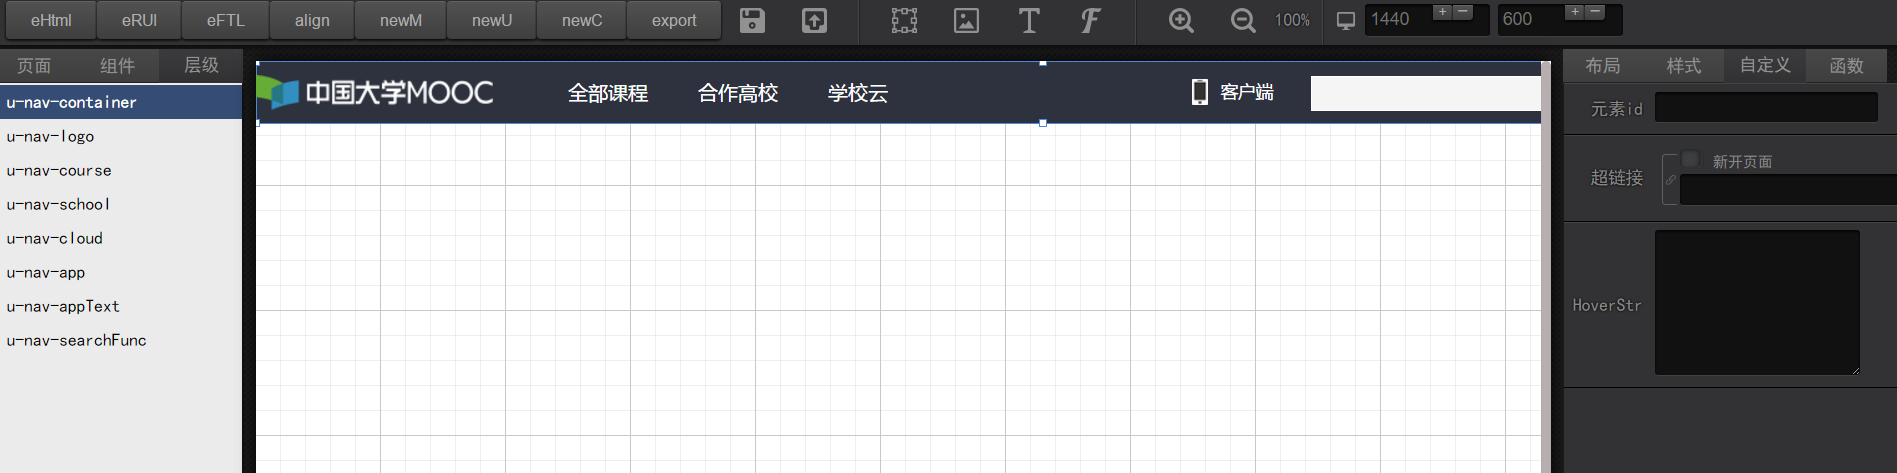 eHtml eRUI eFTL align newM newU newC export T F 100% 1440 + − 600 + −
页面 组件 层级
u-nav-container
u-nav-logo
u-nav-course
u-nav-school
u-nav-cloud
u-nav-app
u-nav-appText
u-nav-searchFunc
中国大学MOOC 全部课程 合作高校 学校云 客户端
布局 样式 自定义 函数
元素id
超链接 新开页面
HoverStr